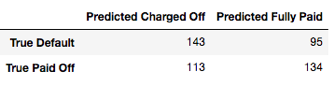 Predicted Charged Off Predicted Fully Paid
True Default 143 95
True Paid Off 113 134